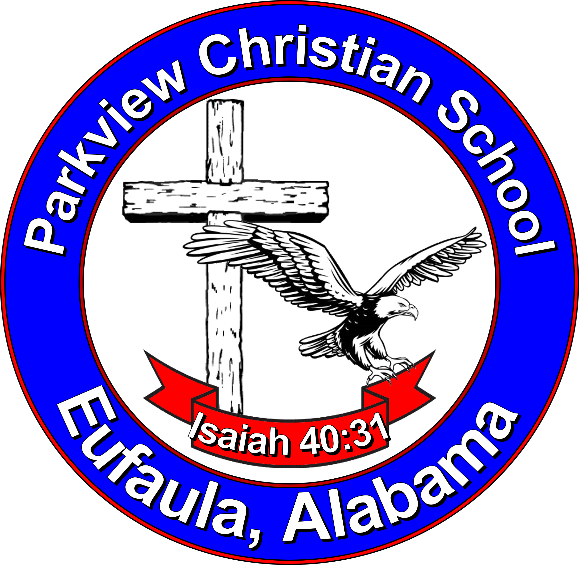 Parkview Christian School
Isaiah 40:31
Eufaula, Alabama